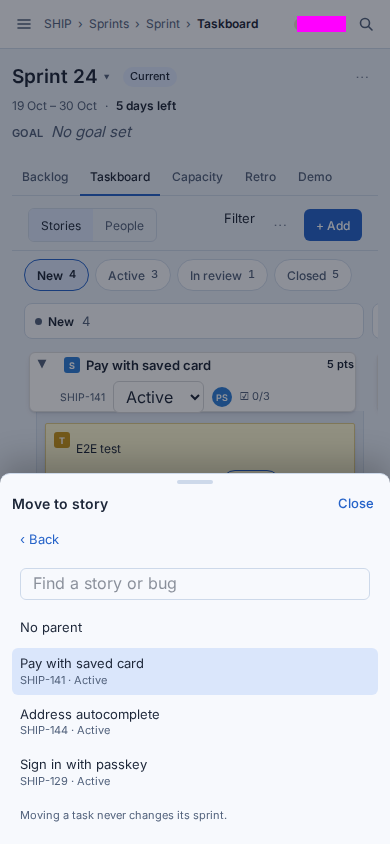 SHIP › Sprints › Sprint › Taskboard
Sprint 24 ▾ Current ...
19 Oct – 30 Oct · 5 days left
GOAL No goal set
Backlog Taskboard Capacity Retro Demo
Stories People Filter ... + Add
New 4 Active 3 In review 1 Closed 5
New 4
S Pay with saved card 5 pts
SHIP-141 Active PS ☑ 0/3
T E2E test
Move to story Close
‹ Back
Find a story or bug
No parent
Pay with saved card
SHIP-141 · Active
Address autocomplete
SHIP-144 · Active
Sign in with passkey
SHIP-129 · Active
Moving a task never changes its sprint.